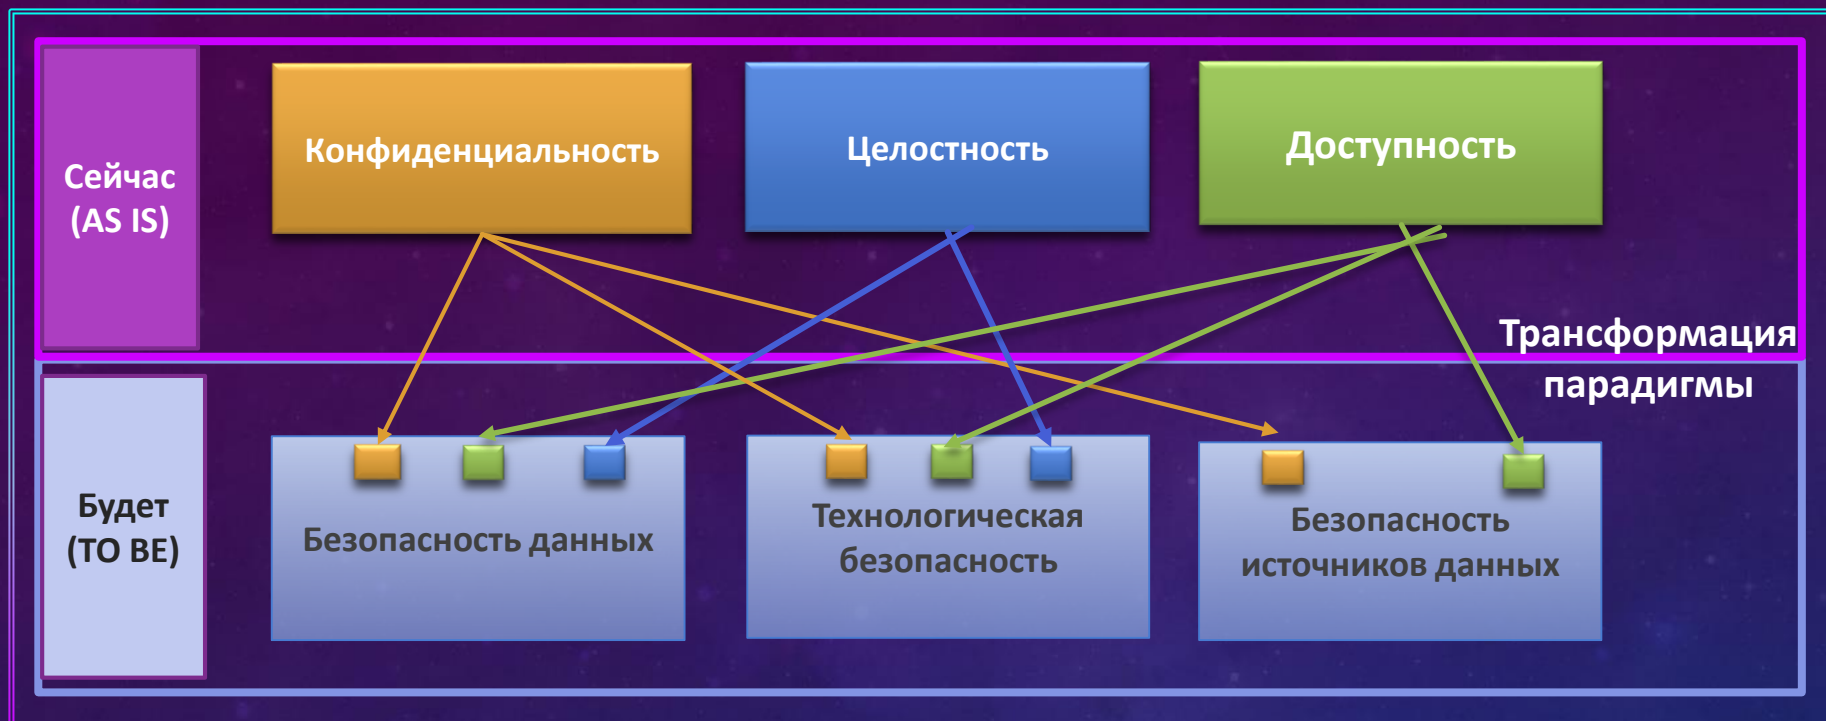 Сейчас
(AS IS)
Конфиденциальность
Целостность
Доступность
Трансформация
парадигмы
Будет
(TO BE)
Безопасность данных
Технологическая
безопасность
Безопасность
источников данных